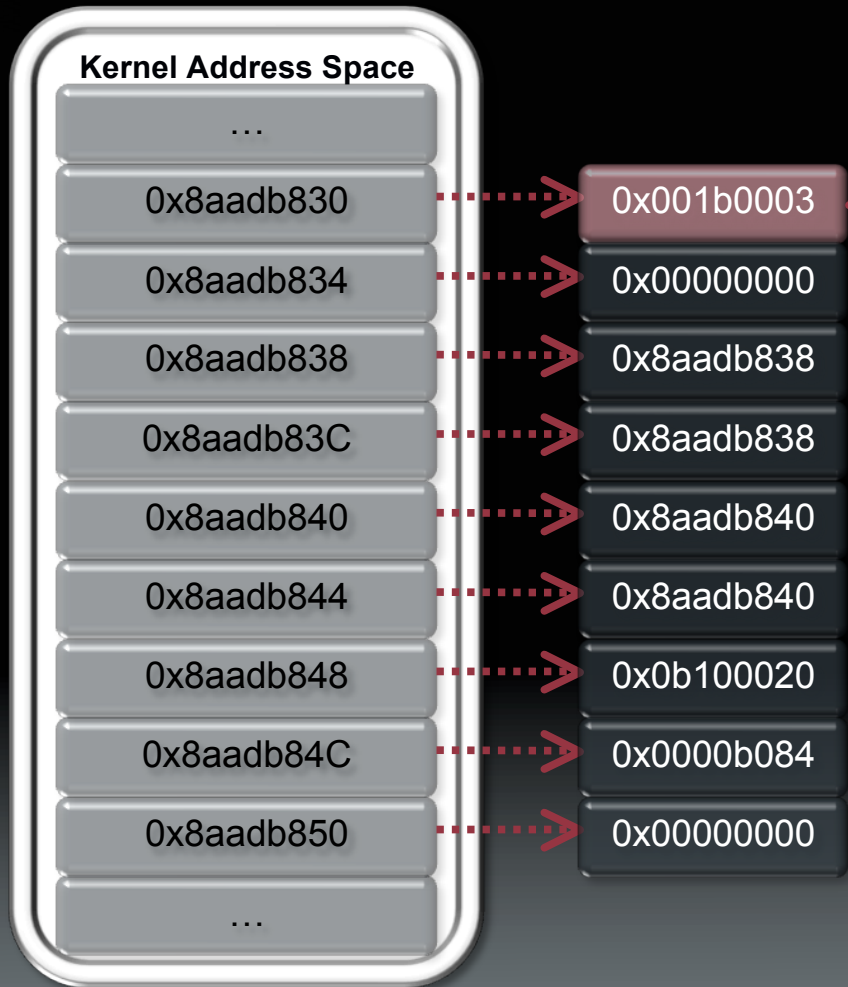 Kernel Address Space
...
0x8aadb830 0x001b0003
0x8aadb834 0x00000000
0x8aadb838 0x8aadb838
0x8aadb83C 0x8aadb838
0x8aadb840 0x8aadb840
0x8aadb844 0x8aadb840
0x8aadb848 0x0b100020
0x8aadb84C 0x0000b084
0x8aadb850 0x00000000
...